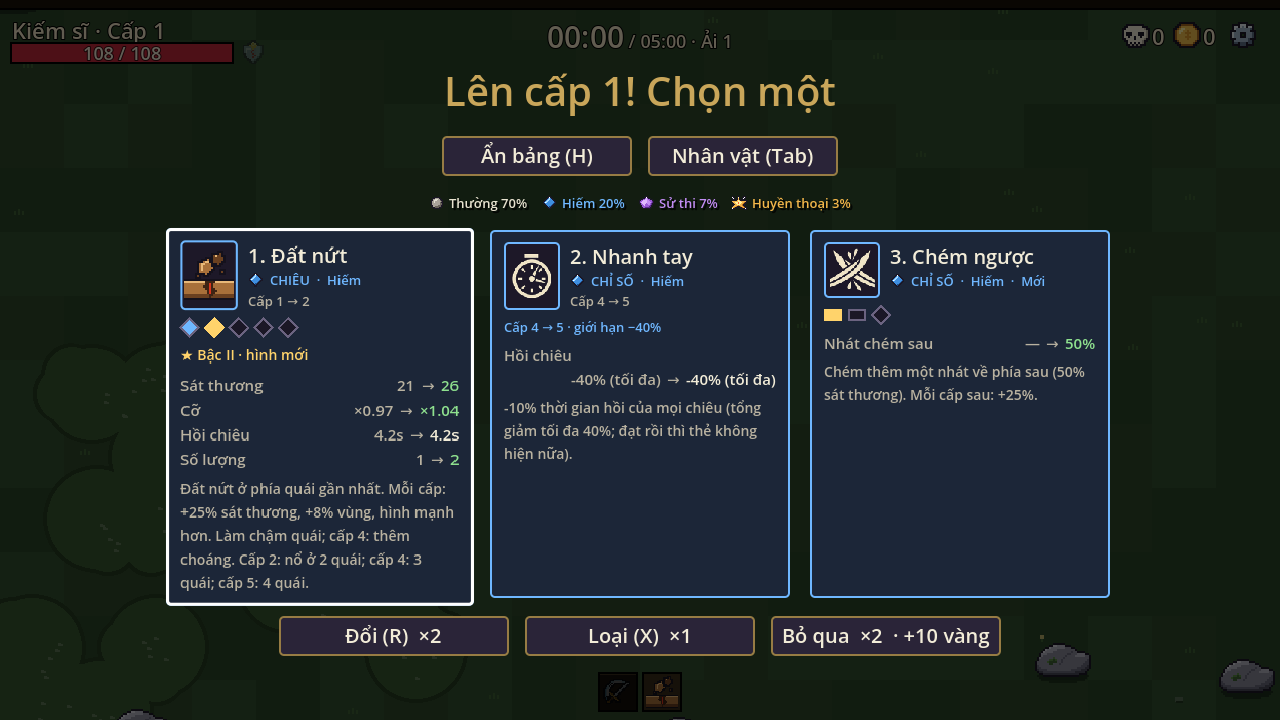 Kiếm sĩ · Cấp 1
108 / 108
00:00 / 05:00 · Ải 1
0
0
Lên cấp 1! Chọn một
Ẩn bảng (H)
Nhân vật (Tab)
Thường 70%
Hiếm 20%
Sử thi 7%
Huyền thoại 3%
1. Đất nứt
CHIÊU · Hiếm
Cấp 1 → 2
★ Bậc II · hình mới
Sát thương 21 → 26
Cỡ ×0.97 → ×1.04
Hồi chiêu 4.2s → 4.2s
Số lượng 1 → 2
Đất nứt ở phía quái gần nhất. Mỗi cấp:
+25% sát thương, +8% vùng, hình mạnh
hơn. Làm chậm quái; cấp 4: thêm
choáng. Cấp 2: nổ ở 2 quái; cấp 4: 3
quái; cấp 5: 4 quái.
2. Nhanh tay
CHỈ SỐ · Hiếm
Cấp 4 → 5
Cấp 4 → 5 · giới hạn −40%
Hồi chiêu
-40% (tối đa) → -40% (tối đa)
-10% thời gian hồi của mọi chiêu (tổng
giảm tối đa 40%; đạt rồi thì thẻ không
hiện nữa).
3. Chém ngược
CHỈ SỐ · Hiếm · Mới
Nhát chém sau — → 50%
Chém thêm một nhát về phía sau (50%
sát thương). Mỗi cấp sau: +25%.
Đổi (R) ×2
Loại (X) ×1
Bỏ qua ×2 · +10 vàng